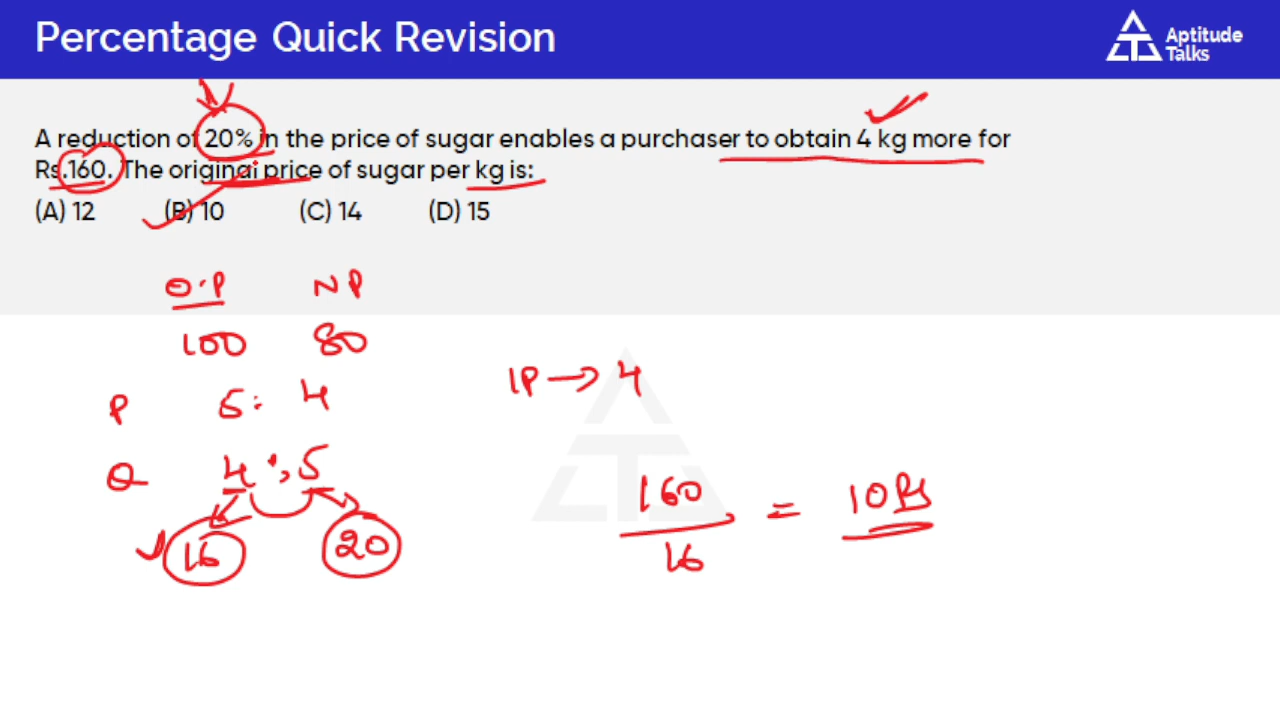 Percentage Quick Revision
Aptitude
Talks
A reduction of 20% in the price of sugar enables a purchaser to obtain 4 kg more for
Rs.160. The original price of sugar per kg is:
(A) 12 (B) 10 (C) 14 (D) 15
O.P NP
100 80
1P → 4
P 5 : 4
Q 4 : 5
16 20
160
16
= 10 Rs